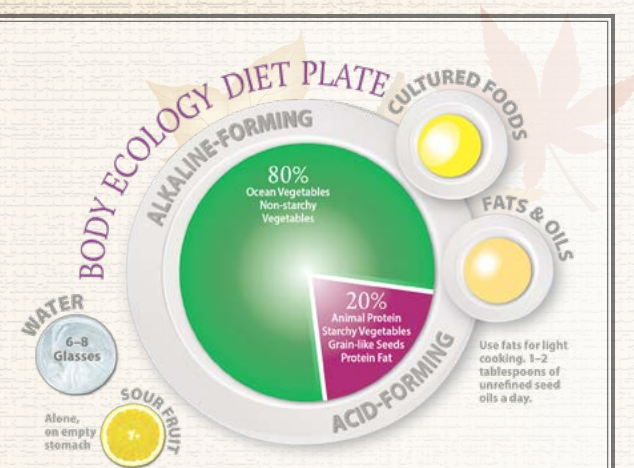 BODY ECOLOGY DIET PLATE
ALKALINE-FORMING
80%
Ocean Vegetables
Non-starchy
Vegetables
20%
Animal Protein
Starchy Vegetables
Grain-like Seeds
Protein Fat
ACID-FORMING
CULTURED FOODS
FATS & OILS
Use fats for light
cooking. 1–2
tablespoons of
unrefined seed
oils a day.
WATER
6–8
Glasses
SOUR FRUIT
Alone,
on empty
stomach